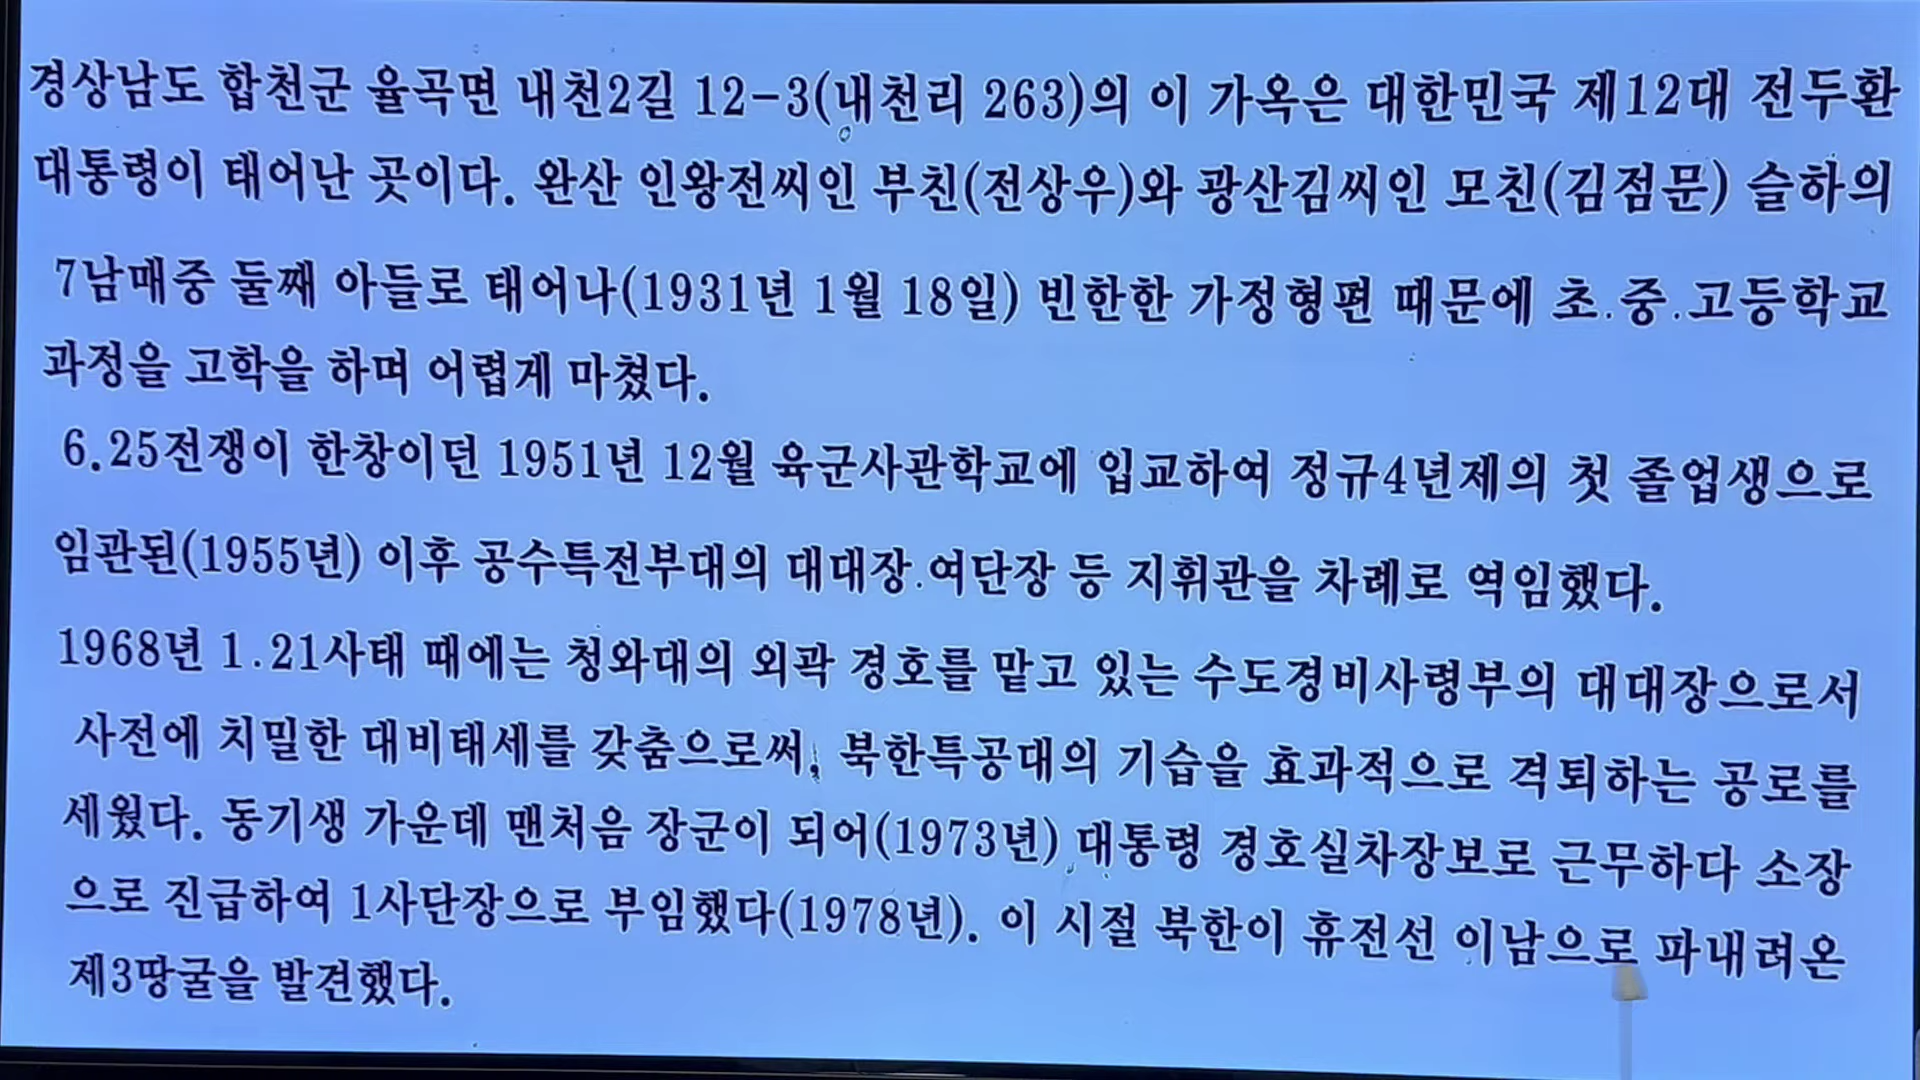 경상남도 합천군 율곡면 내천2길 12-3(내천리 263)의 이 가옥은 대한민국 제12대 전두환
대통령이 태어난 곳이다. 완산 인왕전씨인 부친(전상우)와 광산김씨인 모친(김점문) 슬하의
7남매중 둘째 아들로 태어나(1931년 1월 18일) 빈한한 가정형편 때문에 초.중.고등학교
과정을 고학을 하며 어렵게 마쳤다.
6.25전쟁이 한창이던 1951년 12월 육군사관학교에 입교하여 정규4년제의 첫 졸업생으로
임관된(1955년) 이후 공수특전부대의 대대장.여단장 등 지휘관을 차례로 역임했다.
1968년 1.21사태 때에는 청와대의 외곽 경호를 맡고 있는 수도경비사령부의 대대장으로서
사전에 치밀한 대비태세를 갖춤으로써, 북한특공대의 기습을 효과적으로 격퇴하는 공로를
세웠다. 동기생 가운데 맨처음 장군이 되어(1973년) 대통령 경호실차장보로 근무하다 소장
으로 진급하여 1사단장으로 부임했다(1978년). 이 시절 북한이 휴전선 이남으로 파내려온
제3땅굴을 발견했다.